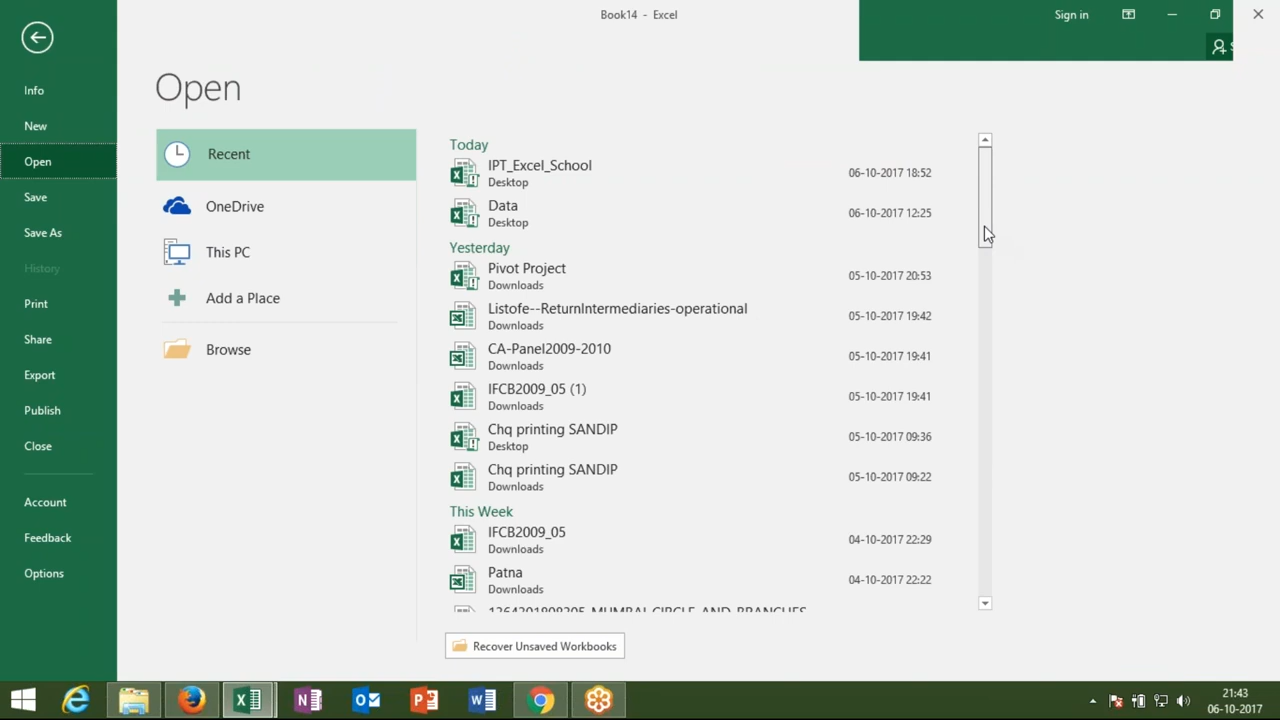 Book14 - Excel
Sign in
Info
New
Open
Save
Save As
History
Print
Share
Export
Publish
Close
Account
Feedback
Options
Open
Recent
OneDrive
This PC
Add a Place
Browse
Today
IPT_Excel_School
Desktop
06-10-2017 18:52
Data
Desktop
06-10-2017 12:25
Yesterday
Pivot Project
Downloads
05-10-2017 20:53
Listofe--ReturnIntermediaries-operational
Downloads
05-10-2017 19:42
CA-Panel2009-2010
Downloads
05-10-2017 19:41
IFCB2009_05 (1)
Downloads
05-10-2017 19:41
Chq printing SANDIP
Desktop
05-10-2017 09:36
Chq printing SANDIP
Downloads
05-10-2017 09:22
This Week
IFCB2009_05
Downloads
04-10-2017 22:29
Patna
Downloads
04-10-2017 22:22
Recover Unsaved Workbooks
21:43
06-10-2017